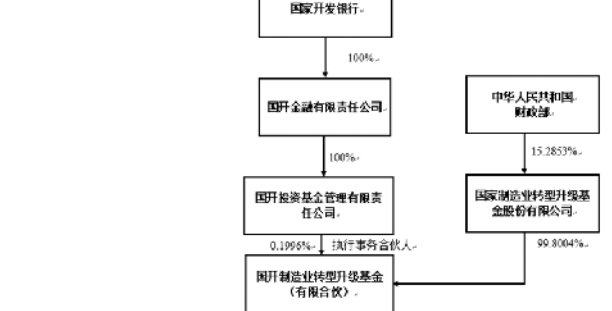 国家开发银行
100%
国开金融有限责任公司
中华人民共和国
财政部
100%
15.2853%
国开投资基金管理有限责
任公司
国家制造业转型升级基
金股份有限公司
0.1996%
执行事务合伙人
99.8004%
国开制造业转型升级基金
（有限合伙）